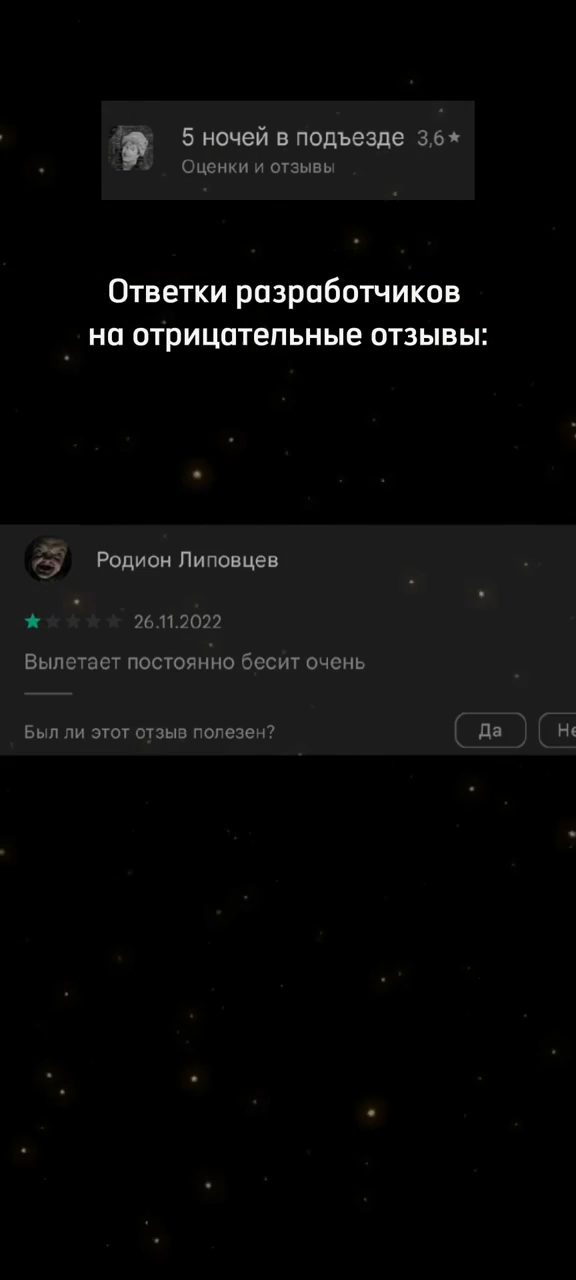 5 ночей в подъезде 3,6★
Оценки и отзывы
Ответки разработчиков
на отрицательные отзывы:
Родион Липовцев
26.11.2022
Вылетает постоянно бесит очень
Был ли этот отзыв полезен? Да Не